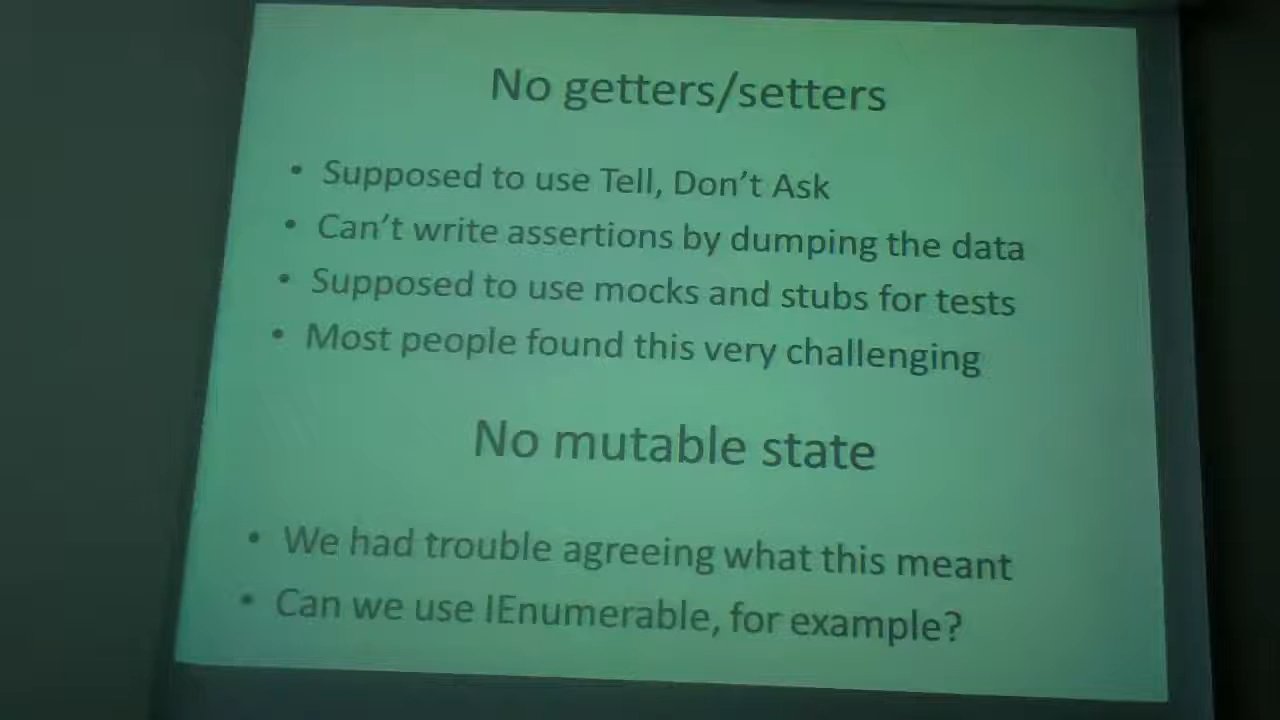 No getters/setters
• Supposed to use Tell, Don't Ask
• Can't write assertions by dumping the data
• Supposed to use mocks and stubs for tests
• Most people found this very challenging
No mutable state
• We had trouble agreeing what this meant
• Can we use IEnumerable, for example?